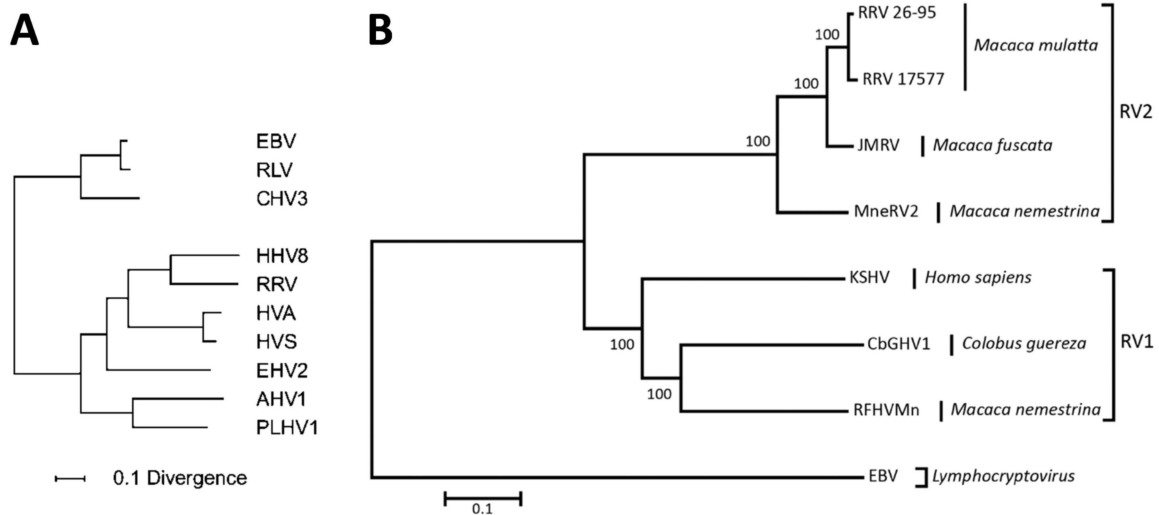 A
EBV
RLV
CHV3
HHV8
RRV
HVA
HVS
EHV2
AHV1
PLHV1
0.1 Divergence
B
RRV 26-95
100
Macaca mulatta
RRV 17577
100
RV2
100
JMRV
Macaca fuscata
MneRV2
Macaca nemestrina
KSHV
Homo sapiens
100
CbGHV1
Colobus guereza
RV1
100
RFHVMn
Macaca nemestrina
EBV
Lymphocryptovirus
0.1